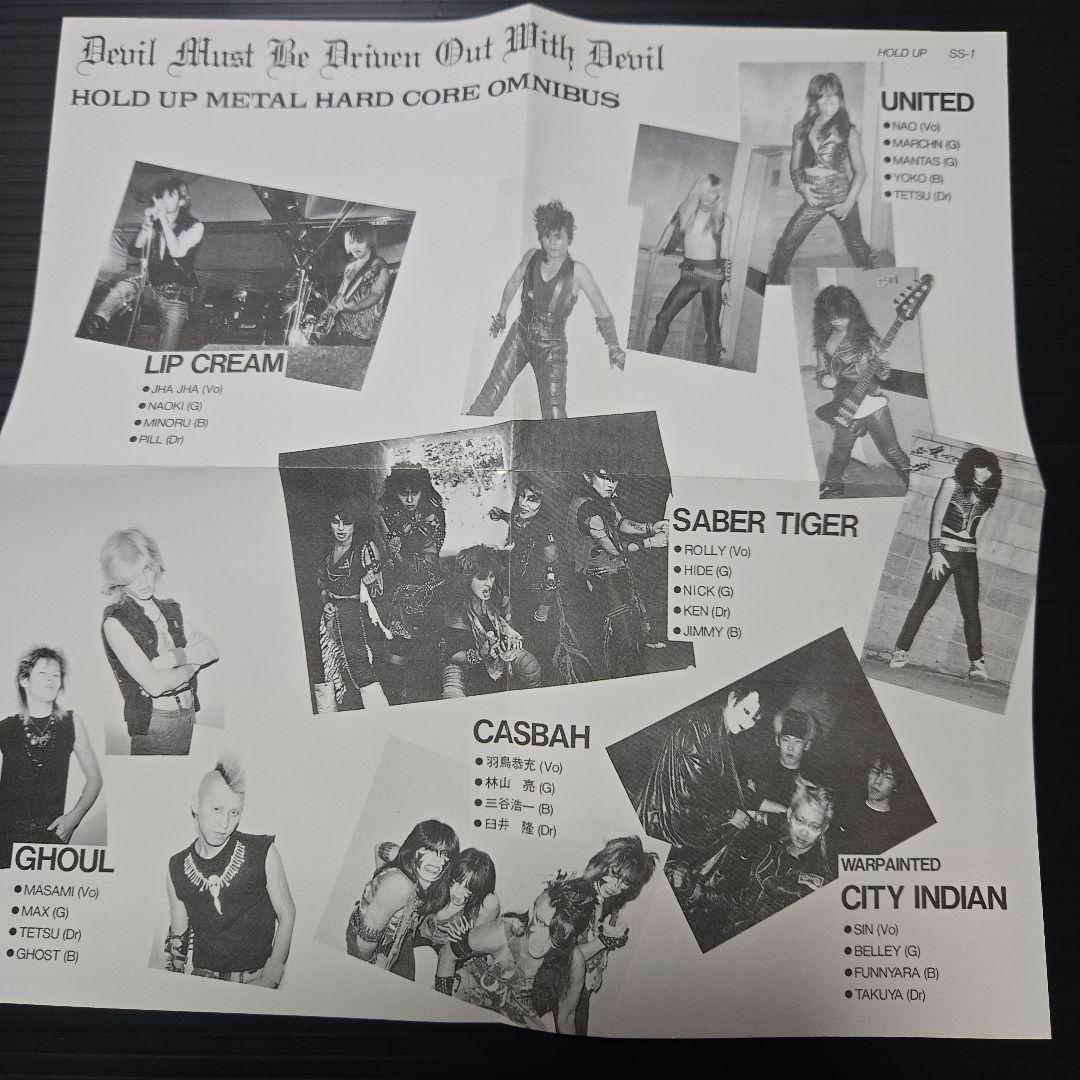 Devil Must Be Driven Out With Devil
HOLD UP METAL HARD CORE OMNIBUS
HOLD UP SS-1
UNITED
●NAO (Vo)
●MARCHN (G)
●MANTAS (G)
●YOKO (B)
●TETSU (Dr)
LIP CREAM
●JHA JHA (Vo)
●NAOKI (G)
●MINORU (B)
●PILL (Dr)
SABER TIGER
●ROLLY (Vo)
●HIDE (G)
●NICK (G)
●KEN (Dr)
●JIMMY (B)
CASBAH
●羽鳥恭充 (Vo)
●林山 亮 (G)
●三谷浩一 (B)
●臼井 隆 (Dr)
GHOUL
●MASAMI (Vo)
●MAX (G)
●TETSU (Dr)
●GHOST (B)
WARPAINTED
CITY INDIAN
●SIN (Vo)
●BELLEY (G)
●FUNNYARA (B)
●TAKUYA (Dr)